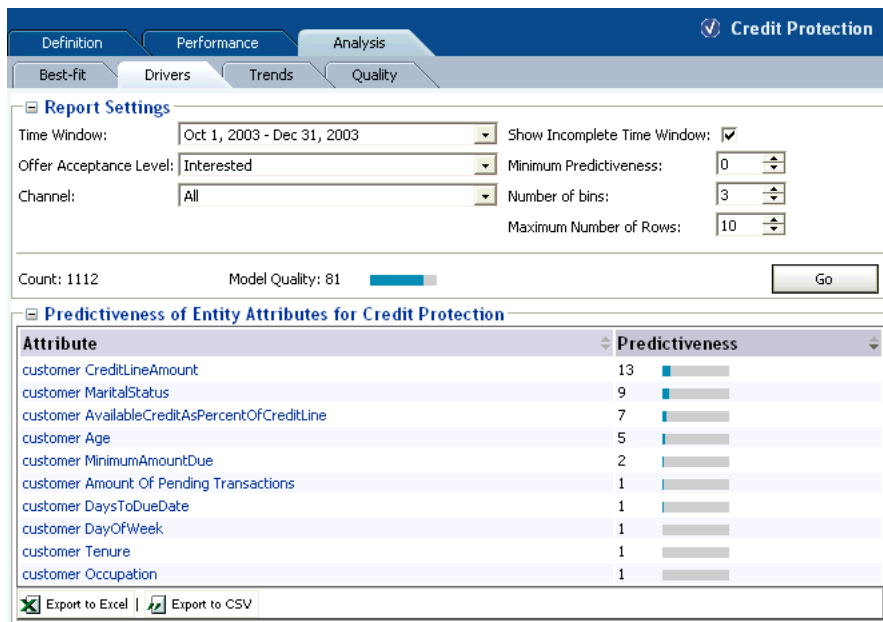 Credit Protection
Definition Performance Analysis
Best-fit Drivers Trends Quality
Report Settings
Time Window: Oct 1, 2003 - Dec 31, 2003 Show Incomplete Time Window:
Offer Acceptance Level: Interested Minimum Predictiveness: 0
Channel: All Number of bins: 3
Maximum Number of Rows: 10
Count: 1112 Model Quality: 81 Go
Predictiveness of Entity Attributes for Credit Protection
Attribute Predictiveness
customer CreditLineAmount 13
customer MaritalStatus 9
customer AvailableCreditAsPercentOfCreditLine 7
customer Age 5
customer MinimumAmountDue 2
customer Amount Of Pending Transactions 1
customer DaysToDueDate 1
customer DayOfWeek 1
customer Tenure 1
customer Occupation 1
Export to Excel | Export to CSV